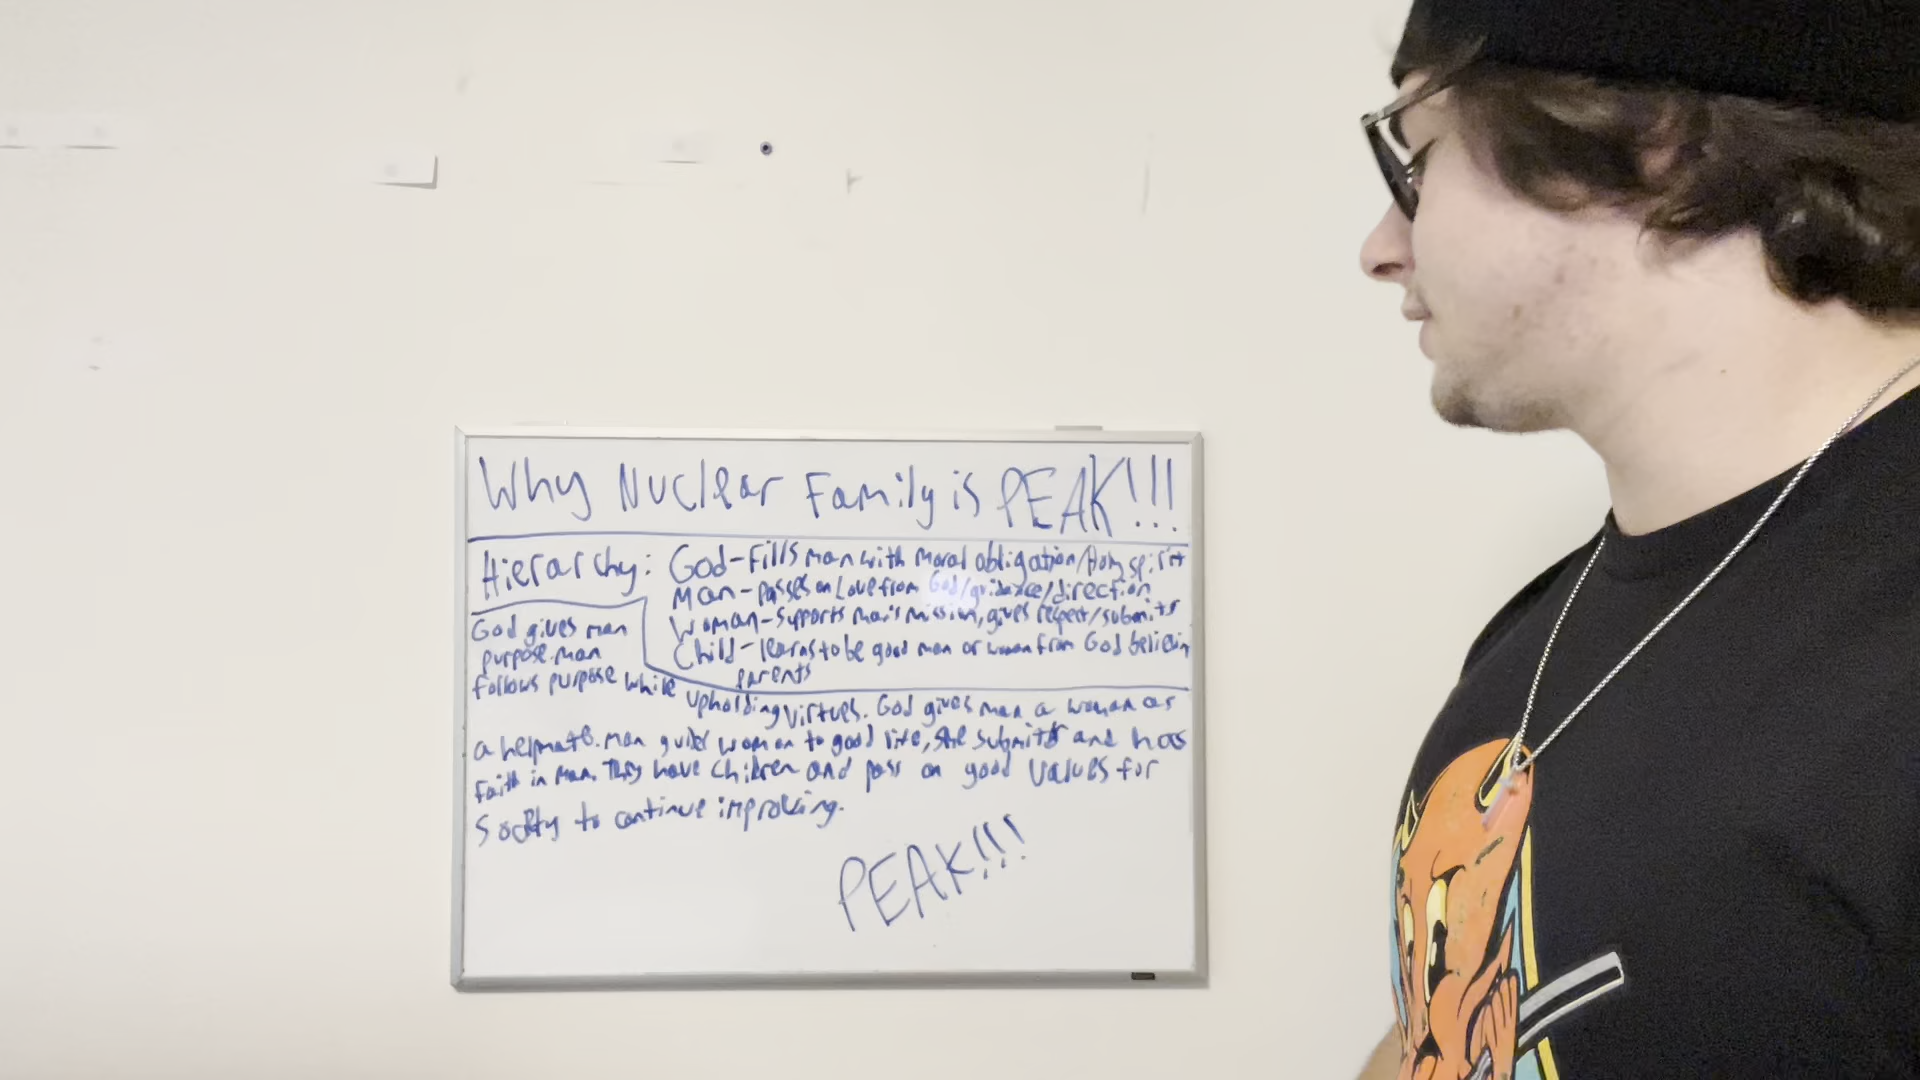 Why Nuclear Family is PEAK!!!
Hierarchy: God-Fills man with moral obligation/Holy spirit
Man-passes on Love from God/guidance/direction
Woman-supports man's mission, gives respect/submits
Child-learns to be good man or woman from God believing
parents
God gives man
purpose. man
follows purpose while
upholding virtues. God gives man a woman as
a helpmate. man guides woman to good life, she submits and has
faith in man. They have children and pass on good values for
society to continue improving.
PEAK!!!